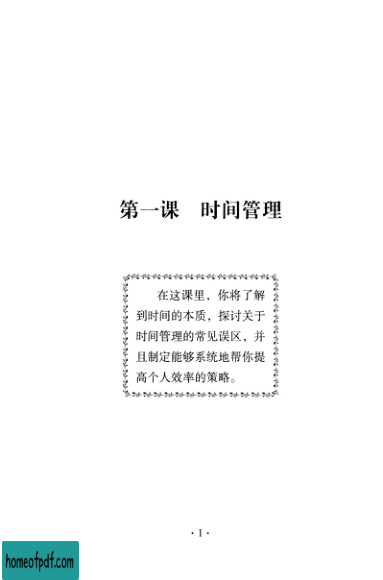 第一课　时间管理
在这课里，你将了解
到时间的本质，探讨关于
时间管理的常见误区，并
且制定能够系统地帮你提
高个人效率的策略。
·1·
homeofpdf.com